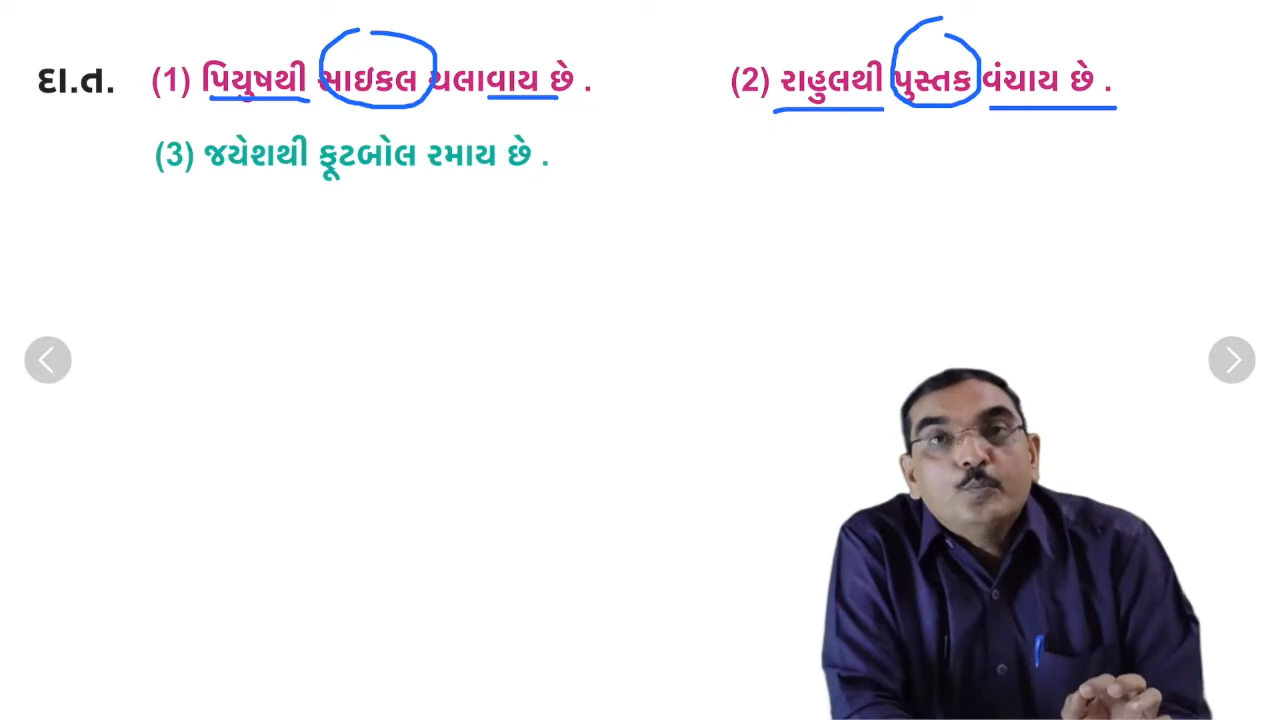 દા.ત. (1) પિયુષથી સાઇકલ ચલાવાય છે . (2) રાહુલથી પુસ્તક વંચાય છે .
(3) જયેશથી ફૂટબોલ રમાય છે .